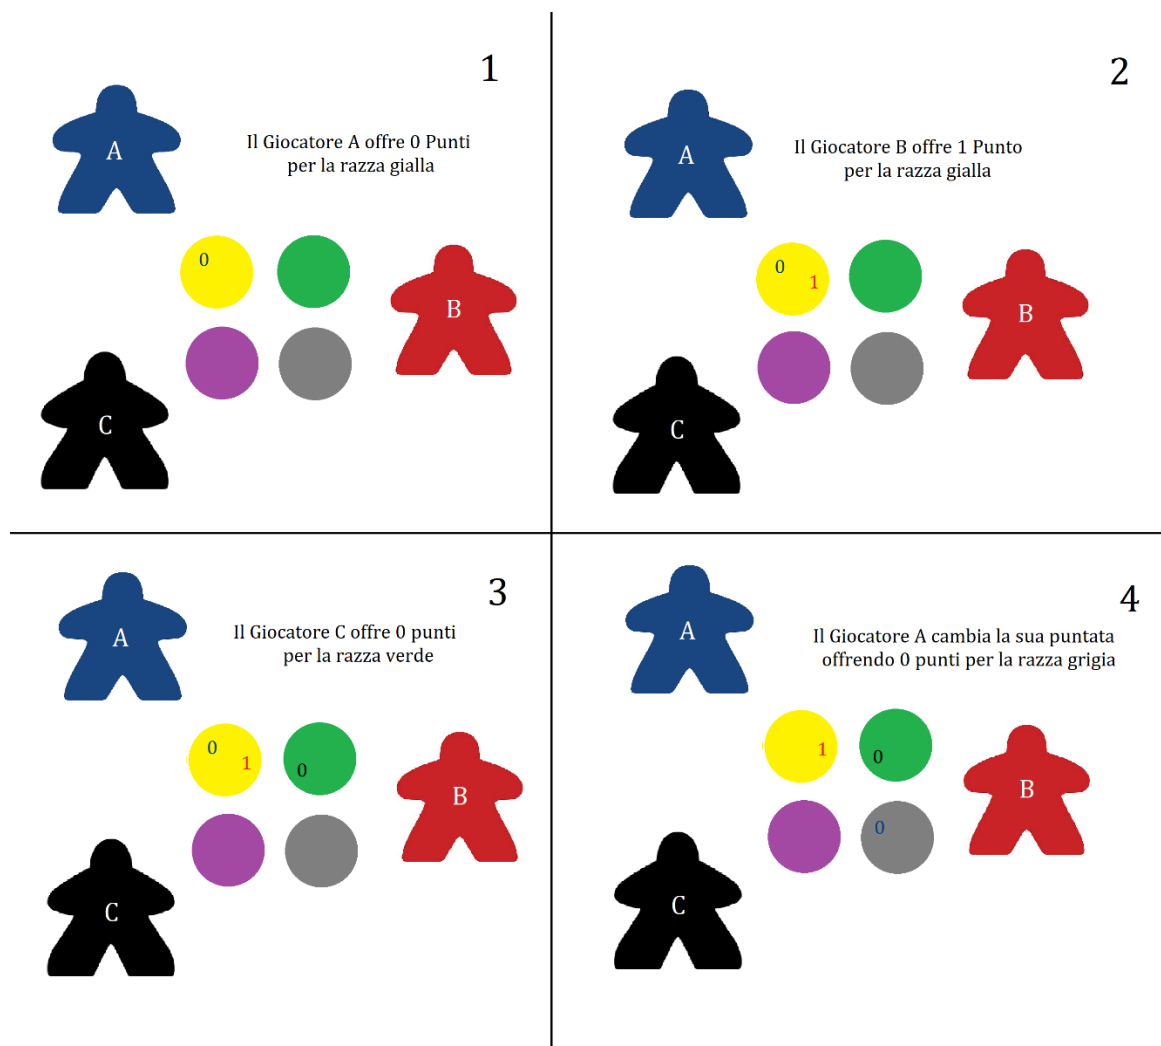 1
Il Giocatore A offre 0 Punti
per la razza gialla
A
0
B
C
2
Il Giocatore B offre 1 Punto
per la razza gialla
A
0
1
B
C
3
Il Giocatore C offre 0 punti
per la razza verde
A
0
1
0
B
C
4
Il Giocatore A cambia la sua puntata
offrendo 0 punti per la razza grigia
A
1
0
B
0
C